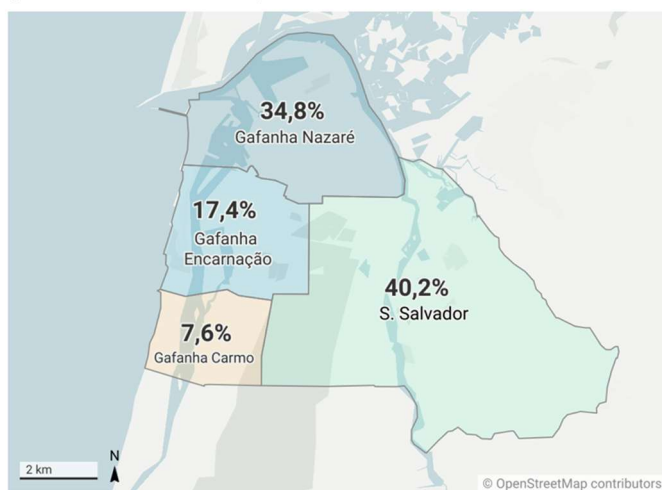 34,8%
Gafanha Nazaré
17,4%
Gafanha
Encarnação
40,2%
S. Salvador
7,6%
Gafanha Carmo
2 km
N
© OpenStreetMap contributors